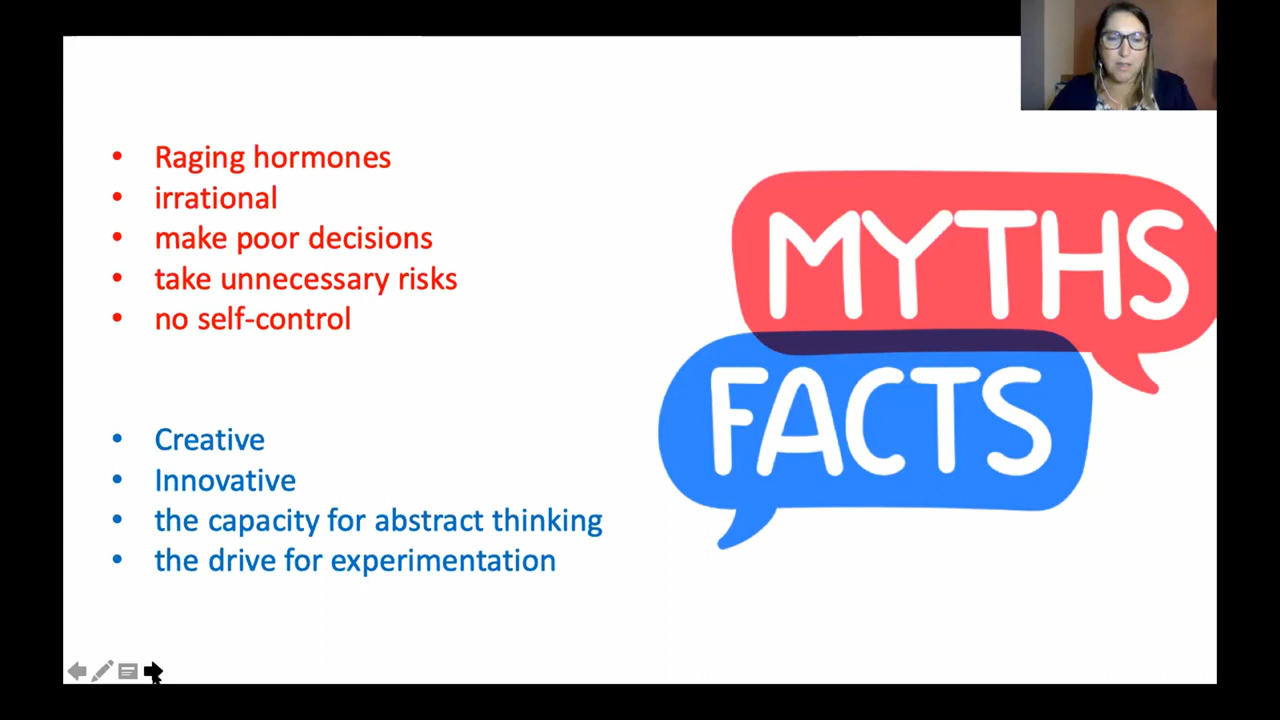 • Raging hormones
• irrational
• make poor decisions
• take unnecessary risks
• no self-control
• Creative
• Innovative
• the capacity for abstract thinking
• the drive for experimentation
MYTHS
FACTS